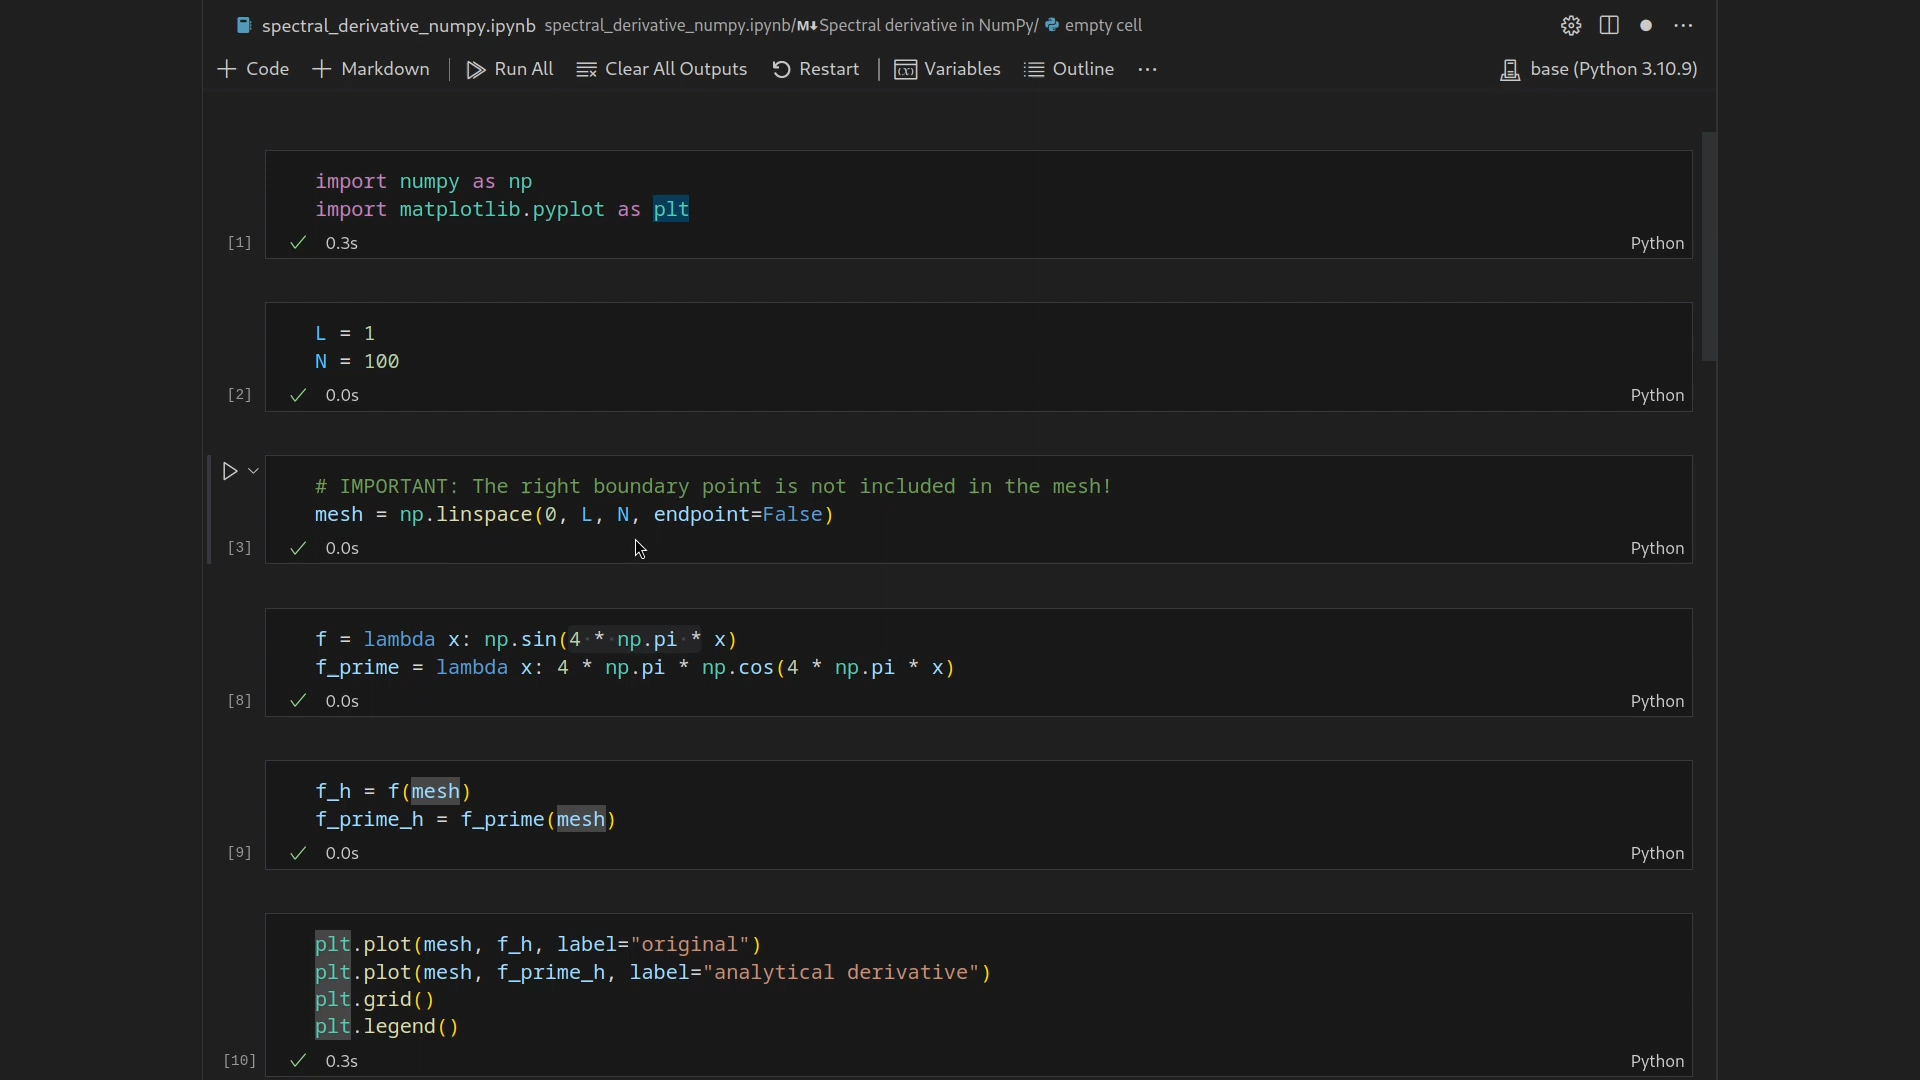 spectral_derivative_numpy.ipynb spectral_derivative_numpy.ipynb/M↓Spectral derivative in NumPy/ empty cell
+ Code + Markdown | Run All Clear All Outputs Restart | Variables Outline ··· base (Python 3.10.9)
import numpy as np
import matplotlib.pyplot as plt
[1] ✓ 0.3s Python
L = 1
N = 100
[2] ✓ 0.0s Python
# IMPORTANT: The right boundary point is not included in the mesh!
mesh = np.linspace(0, L, N, endpoint=False)
[3] ✓ 0.0s Python
f = lambda x: np.sin(4 * np.pi * x)
f_prime = lambda x: 4 * np.pi * np.cos(4 * np.pi * x)
[8] ✓ 0.0s Python
f_h = f(mesh)
f_prime_h = f_prime(mesh)
[9] ✓ 0.0s Python
plt.plot(mesh, f_h, label="original")
plt.plot(mesh, f_prime_h, label="analytical derivative")
plt.grid()
plt.legend()
[10] ✓ 0.3s Python